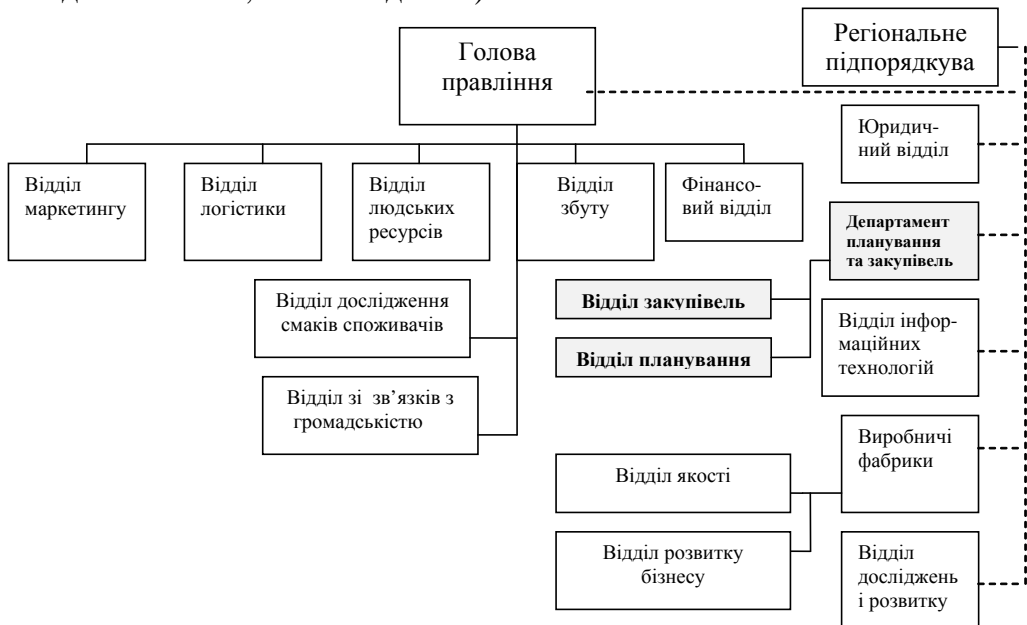 Регіональне
підпорядкува
Голова
правління
Юридич-
ний відділ
Відділ
маркетингу
Відділ
логістики
Відділ
людських
ресурсів
Відділ
збуту
Фінансо-
вий відділ
Департамент
планування
та закупівель
Відділ дослідження
смаків споживачів
Відділ закупівель
Відділ планування
Відділ інфор-
маційних
технологій
Відділ зі зв’язків з
громадськістю
Виробничі
фабрики
Відділ якості
Відділ розвитку
бізнесу
Відділ
досліджень
і розвитку